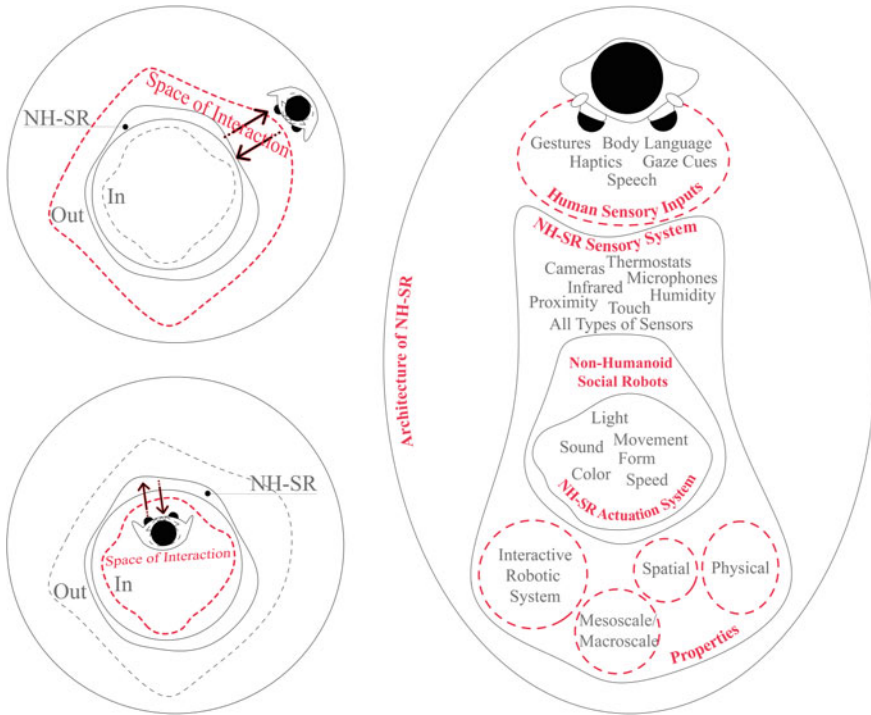 NH-SR
Space of Interaction
In
Out
NH-SR
Space of Interaction
In
Out
Architecture of NH-SR
Gestures Body Language
Haptics Gaze Cues
Speech
Human Sensory Inputs
NH-SR Sensory System
Cameras Thermostats
Infrared Microphones
Proximity Touch Humidity
All Types of Sensors
Non-Humanoid
Social Robots
Light
Sound Movement
Form
Color Speed
NH-SR Actuation System
Interactive
Robotic
System
Spatial
Physical
Mesoscale/
Macroscale
Properties